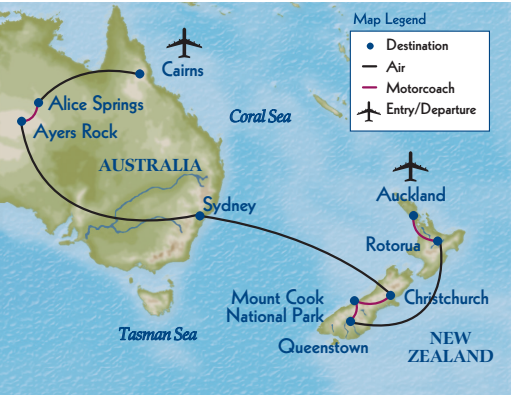 Map Legend
Destination
Air
Motorcoach
Entry/Departure
Cairns
Alice Springs
Ayers Rock
Coral Sea
AUSTRALIA
Sydney
Auckland
Rotorua
Mount Cook
National Park
Christchurch
Tasman Sea
Queenstown
NEW
ZEALAND